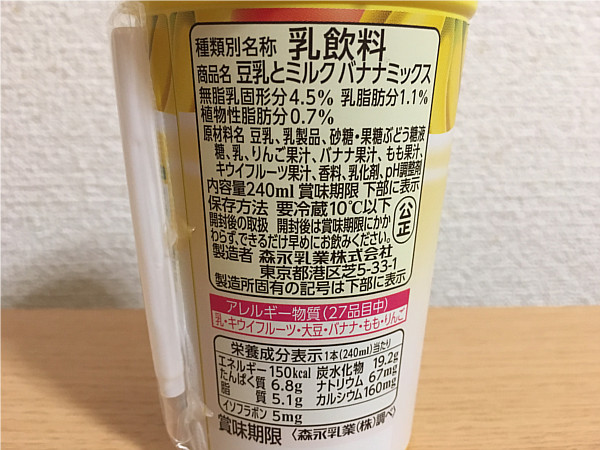 種類別名称 乳飲料
商品名 豆乳とミルク バナナミックス
無脂乳固形分4.5% 乳脂肪分1.1%
植物性脂肪分0.7%
原材料名 豆乳、乳製品、砂糖・果糖ぶどう糖液
糖、乳、りんご果汁、バナナ果汁、もも果汁、
キウイフルーツ果汁、香料、乳化剤、pH調整剤
内容量240ml 賞味期限 下部に表示
保存方法 要冷蔵10℃以下
開封後の取扱 開封後は賞味期限にかか
わらず、できるだけ早めにお飲みください。
公正
製造者 森永乳業株式会社
東京都港区芝5-33-1
製造所固有の記号は下部に表示
アレルギー物質(27品目中)
乳・キウイフルーツ・大豆・バナナ・もも・りんご
栄養成分表示 1本(240ml)当たり
エネルギー 150kcal 炭水化物 19.2g
たんぱく質 6.8g ナトリウム 67mg
脂質 5.1g カルシウム 160mg
イソフラボン 5mg
賞味期限 〈森永乳業(株)調べ〉